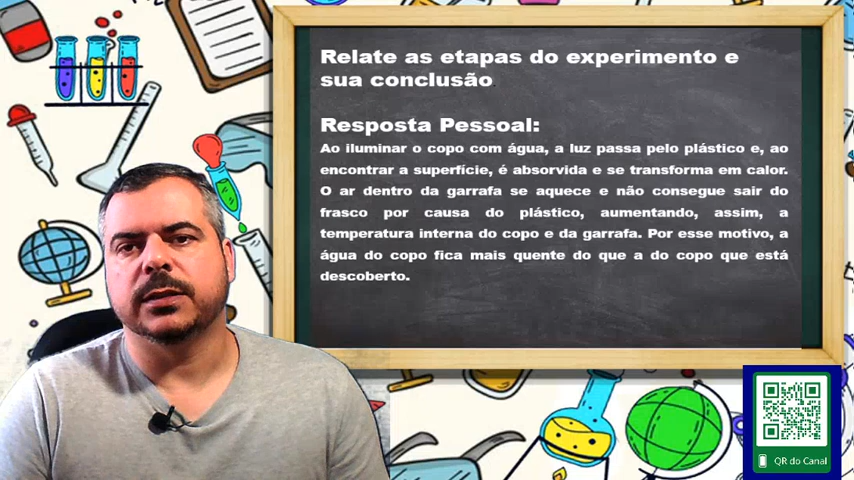 Relate as etapas do experimento e
sua conclusão.
Resposta Pessoal:
Ao iluminar o copo com água, a luz passa pelo plástico e, ao
encontrar a superfície, é absorvida e se transforma em calor.
O ar dentro da garrafa se aquece e não consegue sair do
frasco por causa do plástico, aumentando, assim, a
temperatura interna do copo e da garrafa. Por esse motivo, a
água do copo fica mais quente do que a do copo que está
descoberto.
QR do Canal